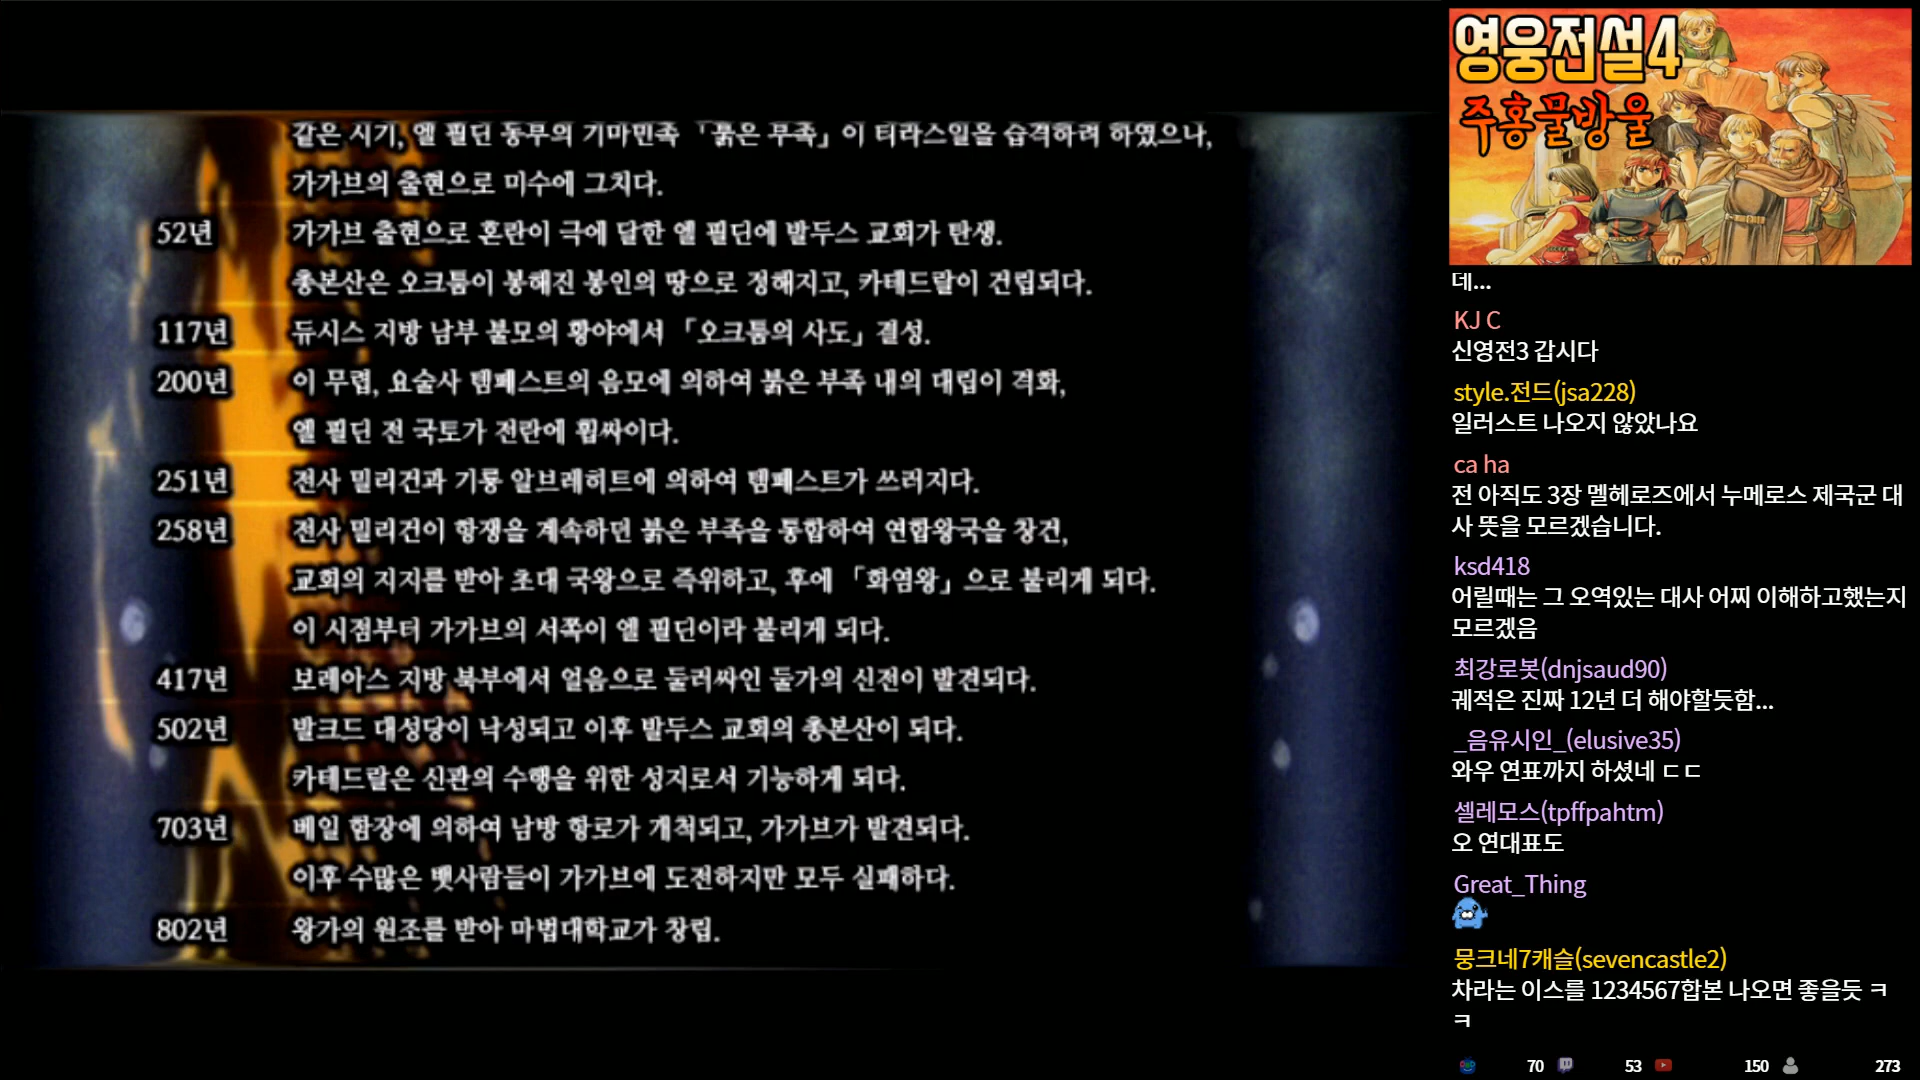 같은 시기, 엘 필딘 동부의 기마민족 「붉은 부족」이 티라스일을 습격하려 하였으나,
가가브의 출현으로 미수에 그치다.
52년 가가브 출현으로 혼란이 극에 달한 엘 필딘에 발두스 교회가 탄생.
총본산은 오크툼이 봉해진 봉인의 땅으로 정해지고, 카테드랄이 건립되다.
117년 듀시스 지방 남부 불모의 황야에서 「오크툼의 사도」 결성.
200년 이 무렵, 요술사 템페스트의 음모에 의하여 붉은 부족 내의 대립이 격화,
엘 필딘 전 국토가 전란에 휩싸이다.
251년 전사 밀리건과 기룡 알브레히트에 의하여 템페스트가 쓰러지다.
258년 전사 밀리건이 항쟁을 계속하던 붉은 부족을 통합하여 연합왕국을 창건,
교회의 지지를 받아 초대 국왕으로 즉위하고, 후에 「화염왕」으로 불리게 되다.
이 시점부터 가가브의 서쪽이 엘 필딘이라 불리게 되다.
417년 보레아스 지방 북부에서 얼음으로 둘러싸인 둘가의 신전이 발견되다.
502년 발크드 대성당이 낙성되고 이후 발두스 교회의 총본산이 되다.
카테드랄은 신관의 수행을 위한 성지로서 기능하게 되다.
703년 베일 함장에 의하여 남방 항로가 개척되고, 가가브가 발견되다.
이후 수많은 뱃사람들이 가가브에 도전하지만 모두 실패하다.
802년 왕가의 원조를 받아 마법대학교가 창립.
영웅전설4
주홍물방울
데...
KJ C
신영전3 갑시다
style.전드(jsa228)
일러스트 나오지 않았나요
ca ha
전 아직도 3장 멜헤로즈에서 누메로스 제국군 대
사 뜻을 모르겠습니다.
ksd418
어릴때는 그 오역있는 대사 어찌 이해하고했는지
모르겠음
최강로봇(dnjsaud90)
궤적은 진짜 12년 더 해야할듯함...
_음유시인_(elusive35)
와우 연표까지 하셨네 ㄷㄷ
셀레모스(tpffpahtm)
오 연대표도
Great_Thing
뭉크네7캐슬(sevencastle2)
차라는 이스를 1234567합본 나오면 좋을듯 ㅋ
ㅋ
70 53 150 273